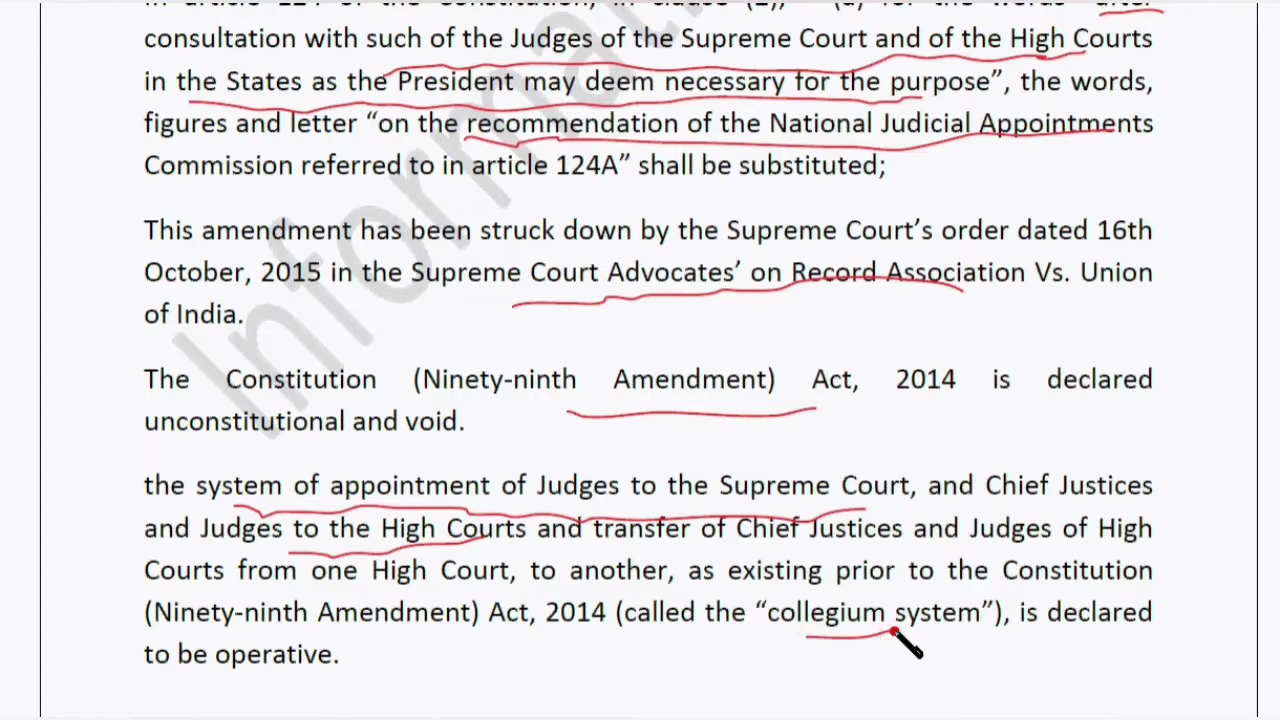 consultation with such of the Judges of the Supreme Court and of the High Courts
in the States as the President may deem necessary for the purpose”, the words,
figures and letter “on the recommendation of the National Judicial Appointments
Commission referred to in article 124A” shall be substituted;
This amendment has been struck down by the Supreme Court’s order dated 16th
October, 2015 in the Supreme Court Advocates’ on Record Association Vs. Union
of India.
The Constitution (Ninety-ninth Amendment) Act, 2014 is declared
unconstitutional and void.
the system of appointment of Judges to the Supreme Court, and Chief Justices
and Judges to the High Courts and transfer of Chief Justices and Judges of High
Courts from one High Court, to another, as existing prior to the Constitution
(Ninety-ninth Amendment) Act, 2014 (called the “collegium system”), is declared
to be operative.